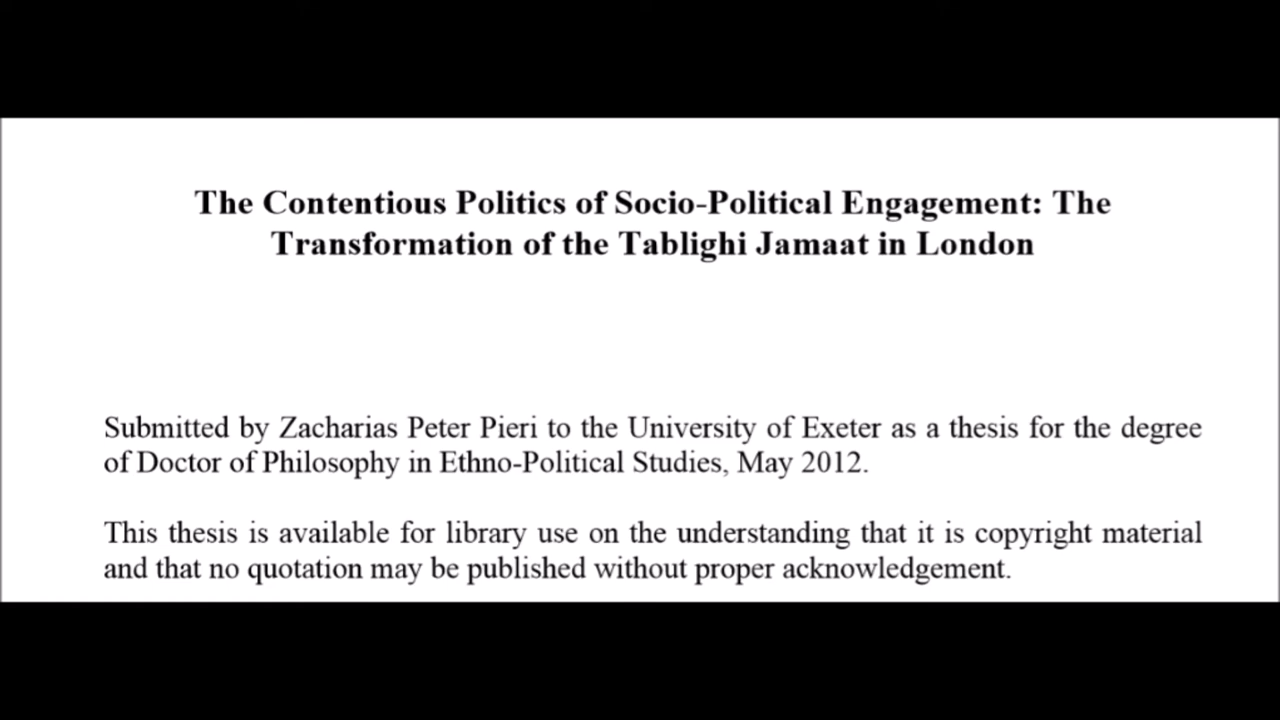 The Contentious Politics of Socio-Political Engagement: The
Transformation of the Tablighi Jamaat in London
Submitted by Zacharias Peter Pieri to the University of Exeter as a thesis for the degree
of Doctor of Philosophy in Ethno-Political Studies, May 2012.
This thesis is available for library use on the understanding that it is copyright material
and that no quotation may be published without proper acknowledgement.